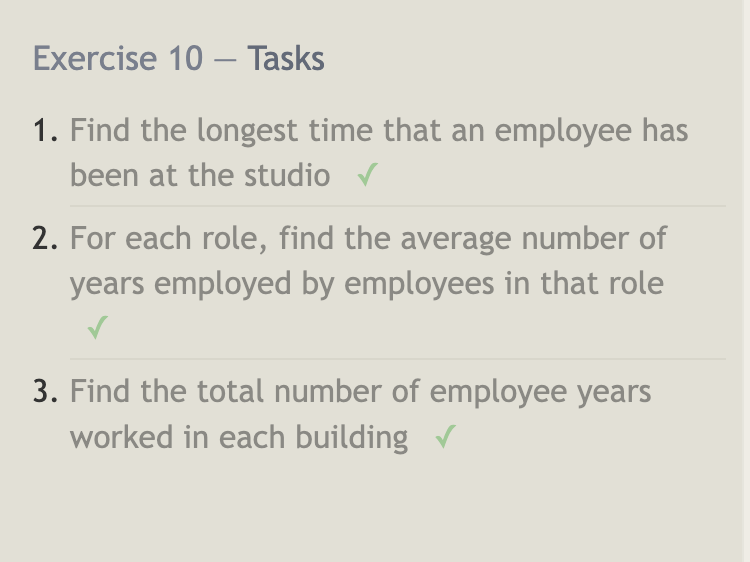 Exercise 10 — Tasks
1. Find the longest time that an employee has
been at the studio ✓
2. For each role, find the average number of
years employed by employees in that role
✓
3. Find the total number of employee years
worked in each building ✓